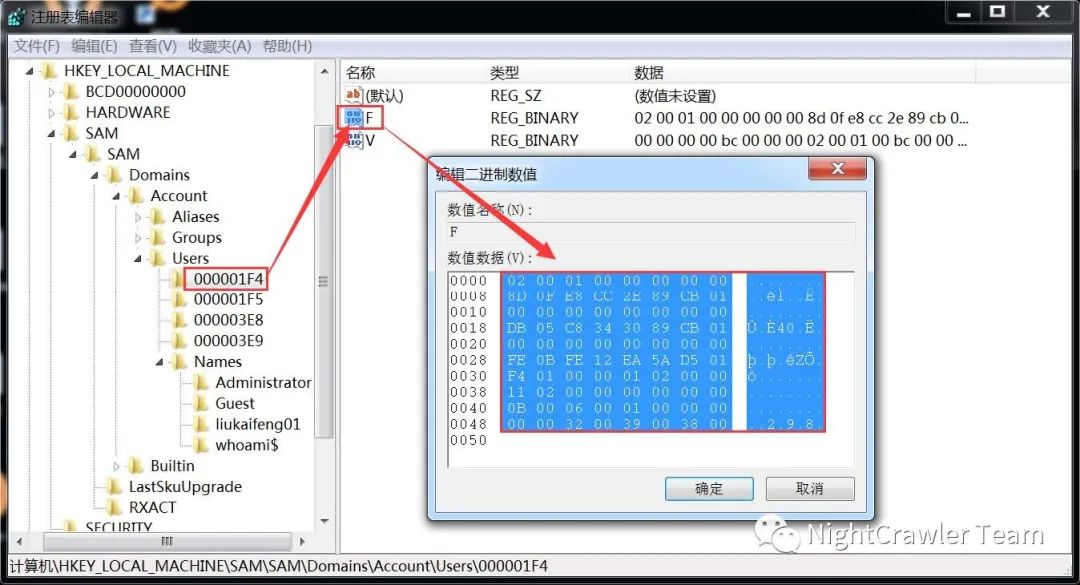 注册表编辑器
文件(F) 编辑(E) 查看(V) 收藏夹(A) 帮助(H)
HKEY_LOCAL_MACHINE
BCD00000000
HARDWARE
SAM
SAM
Domains
Account
Aliases
Groups
Users
000001F4
000001F5
000003E8
000003E9
Names
Administrator
Guest
liukaifeng01
whoami$
Builtin
LastSkuUpgrade
RXACT
SECURITY
名称 类型 数据
ab (默认) REG_SZ (数值未设置)
F REG_BINARY 02 00 01 00 00 00 00 00 8d 0f e8 cc 2e 89 cb 0...
V REG_BINARY 00 00 00 00 bc 00 00 00 02 00 01 00 bc 00 00 ...
编辑二进制数值
数值名称(N):
F
数值数据(V):
0000 02 00 01 00 00 00 00 00 ........
0008 8D 0F E8 CC 2E 89 CB 01 ..èÌ..Ë.
0010 00 00 00 00 00 00 00 00 ........
0018 DB 05 C8 34 30 89 CB 01 Û.È40.Ë.
0020 00 00 00 00 00 00 00 00 ........
0028 FE 0B FE 12 EA 5A D5 01 þ.þ.êZÕ.
0030 F4 01 00 00 01 02 00 00 ô.......
0038 11 02 00 00 00 00 00 00 ........
0040 0B 00 06 00 01 00 00 00 ........
0048 00 00 32 00 39 00 38 00 ..2.9.8.
0050
确定 取消
NightCrawler Team
计算机\HKEY_LOCAL_MACHINE\SAM\SAM\Domains\Account\Users\000001F4